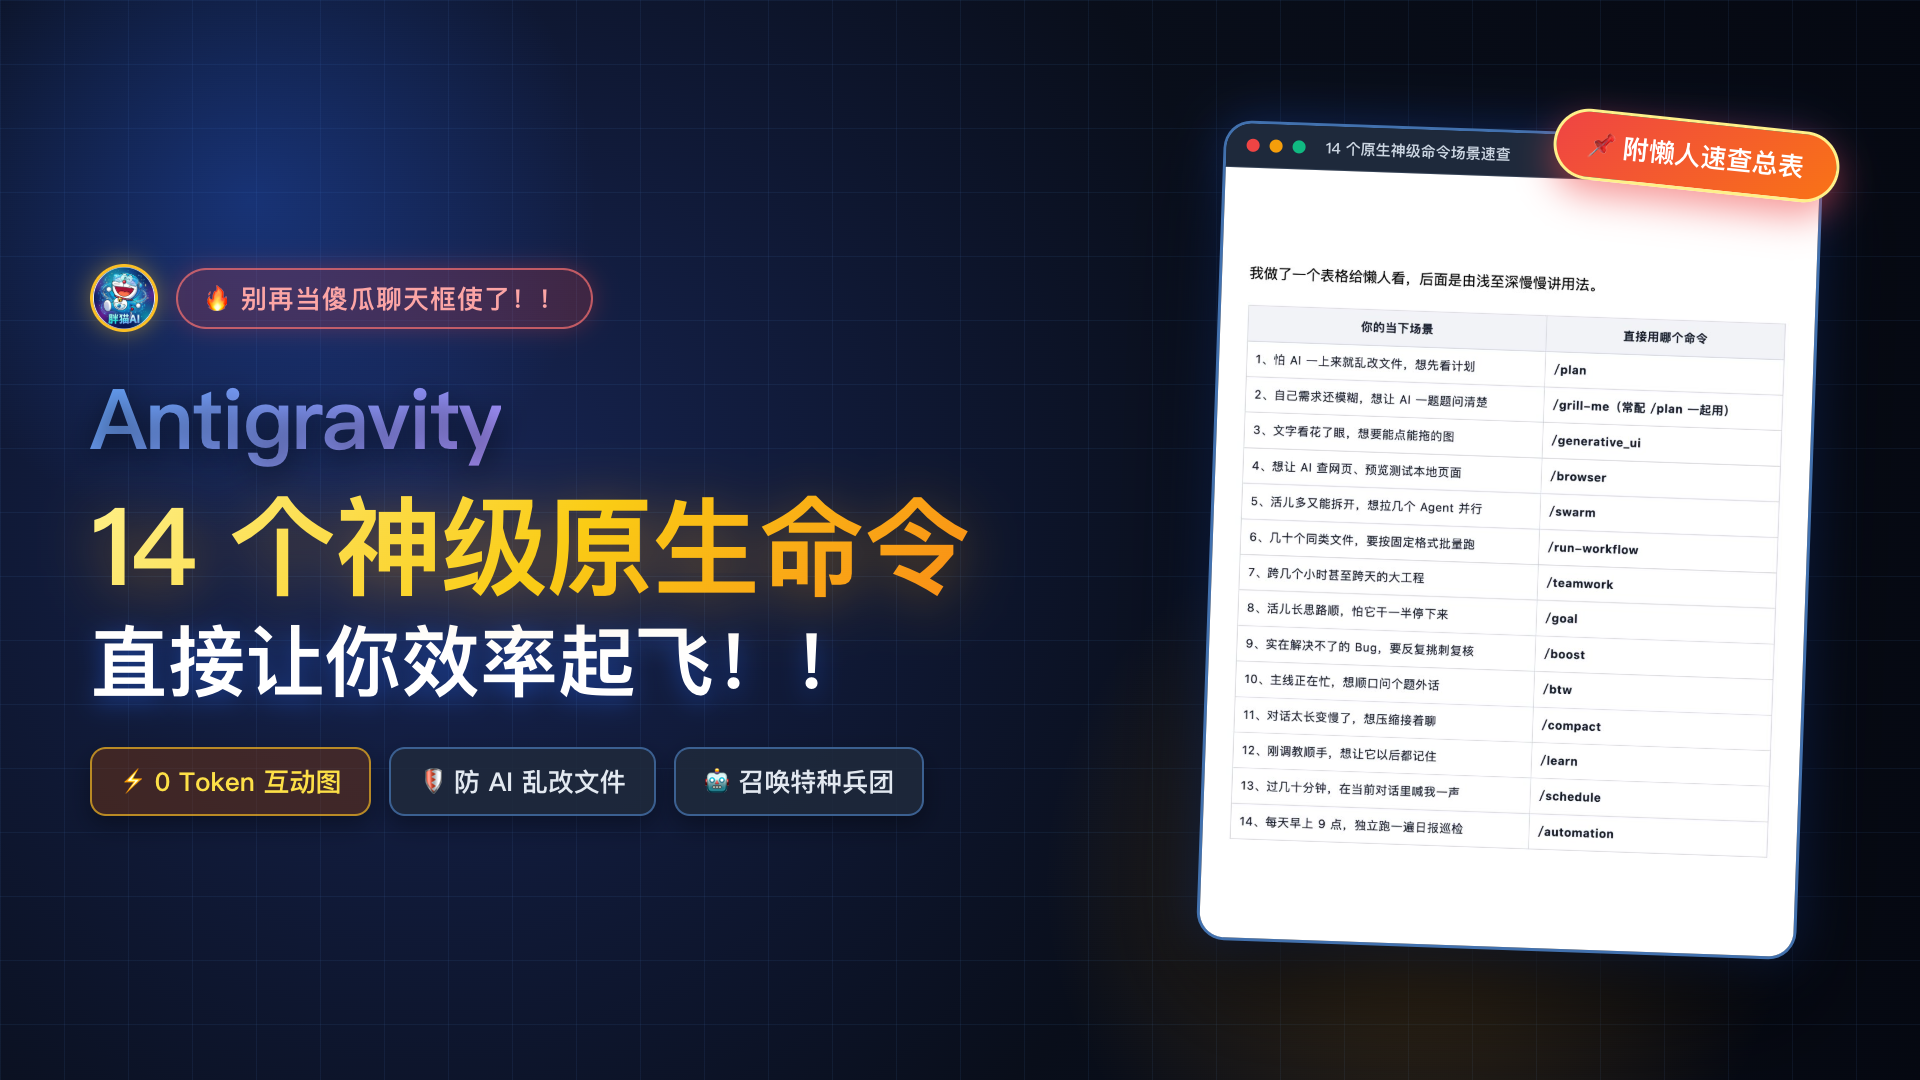 胖猫AI
🔥 别再当傻瓜聊天框使了！！
Antigravity
14 个神级原生命令
直接让你效率起飞！！
⚡ 0 Token 互动图
防 AI 乱改文件
🤖 召唤特种兵团
14 个原生神级命令场景速查
📌 附懒人速查总表
我做了一个表格给懒人看，后面是由浅至深慢慢讲用法。
你的当下场景 直接用哪个命令
1、怕 AI 一上来就乱改文件，想先看计划 /plan
2、自己需求还模糊，想让 AI 一题题问清楚 /grill-me（常配 /plan 一起用）
3、文字看花了眼，想要能点能拖的图 /generative_ui
4、想让 AI 查网页、预览测试本地页面 /browser
5、活儿多又能拆开，想拉几个 Agent 并行 /swarm
6、几十个同类文件，要按固定格式批量跑 /run-workflow
7、跨几个小时甚至跨天的大工程 /teamwork
8、活儿长思路顺，怕它干一半停下来 /goal
9、实在解决不了的 Bug，要反复挑刺复核 /boost
10、主线正在忙，想顺口问个题外话 /btw
11、对话太长变慢了，想压缩接着聊 /compact
12、刚调教顺手，想让它以后都记住 /learn
13、过几十分钟，在当前对话里喊我一声 /schedule
14、每天早上 9 点，独立跑一遍日报巡检 /automation